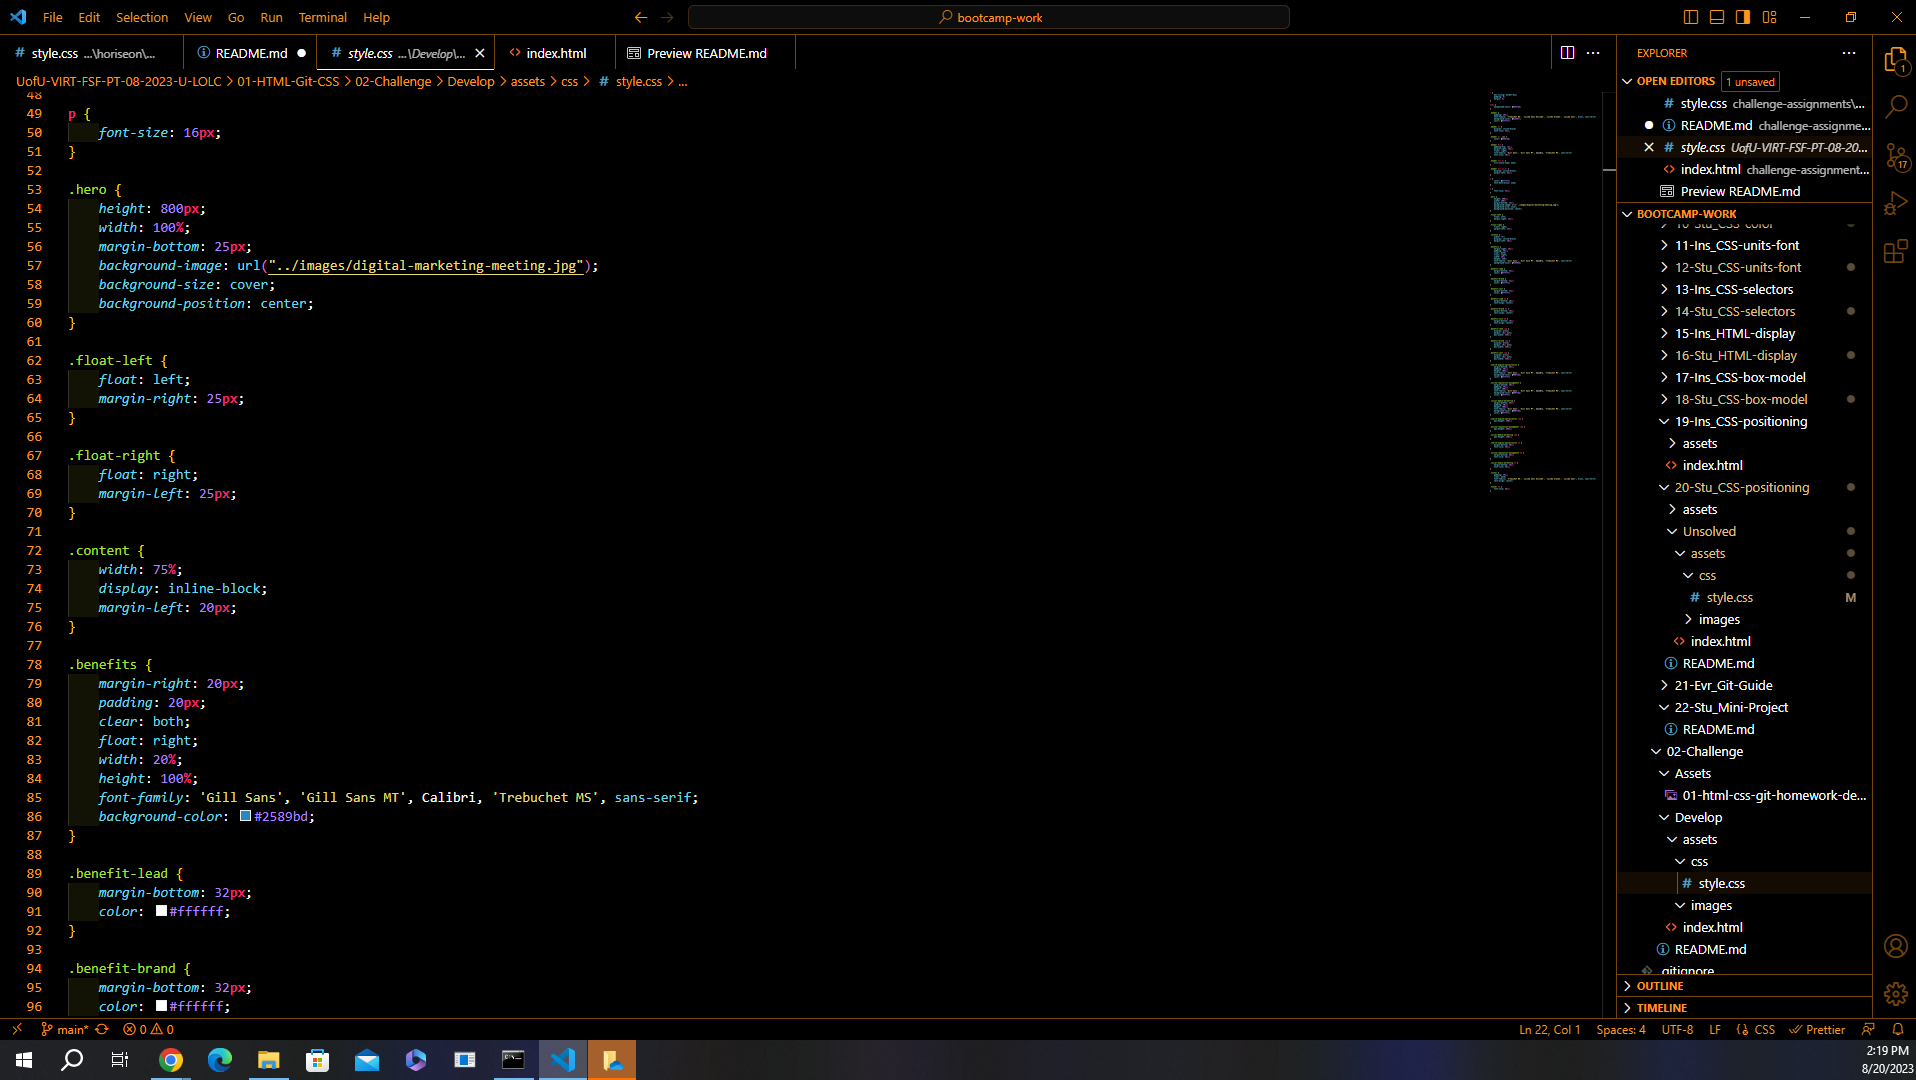 File Edit Selection View Go Run Terminal Help
bootcamp-work
style.css ...\horiseon\...
README.md
style.css ...\Develop\...
index.html
Preview README.md
UofU-VIRT-FSF-PT-08-2023-U-LOLC > 01-HTML-Git-CSS > 02-Challenge > Develop > assets > css > # style.css > ...
48
49 p {
50 font-size: 16px;
51 }
52
53 .hero {
54 height: 800px;
55 width: 100%;
56 margin-bottom: 25px;
57 background-image: url("../images/digital-marketing-meeting.jpg");
58 background-size: cover;
59 background-position: center;
60 }
61
62 .float-left {
63 float: left;
64 margin-right: 25px;
65 }
66
67 .float-right {
68 float: right;
69 margin-left: 25px;
70 }
71
72 .content {
73 width: 75%;
74 display: inline-block;
75 margin-left: 20px;
76 }
77
78 .benefits {
79 margin-right: 20px;
80 padding: 20px;
81 clear: both;
82 float: right;
83 width: 20%;
84 height: 100%;
85 font-family: 'Gill Sans', 'Gill Sans MT', Calibri, 'Trebuchet MS', sans-serif;
86 background-color: #2589bd;
87 }
88
89 .benefit-lead {
90 margin-bottom: 32px;
91 color: #ffffff;
92 }
93
94 .benefit-brand {
95 margin-bottom: 32px;
96 color: #ffffff;
EXPLORER
OPEN EDITORS 1 unsaved
# style.css challenge-assignments\...
README.md challenge-assignme...
# style.css UofU-VIRT-FSF-PT-08-20...
index.html challenge-assignment...
Preview README.md
BOOTCAMP-WORK
10-Stu_CSS-color
11-Ins_CSS-units-font
12-Stu_CSS-units-font
13-Ins_CSS-selectors
14-Stu_CSS-selectors
15-Ins_HTML-display
16-Stu_HTML-display
17-Ins_CSS-box-model
18-Stu_CSS-box-model
19-Ins_CSS-positioning
assets
index.html
20-Stu_CSS-positioning
assets
Unsolved
assets
css
# style.css M
images
index.html
README.md
21-Evr_Git-Guide
22-Stu_Mini-Project
README.md
02-Challenge
Assets
01-html-css-git-homework-de...
Develop
assets
css
# style.css
images
index.html
README.md
.gitignore
OUTLINE
TIMELINE
1
17
main* 0 0
Ln 22, Col 1 Spaces: 4 UTF-8 LF CSS Prettier
2:19 PM
8/20/2023